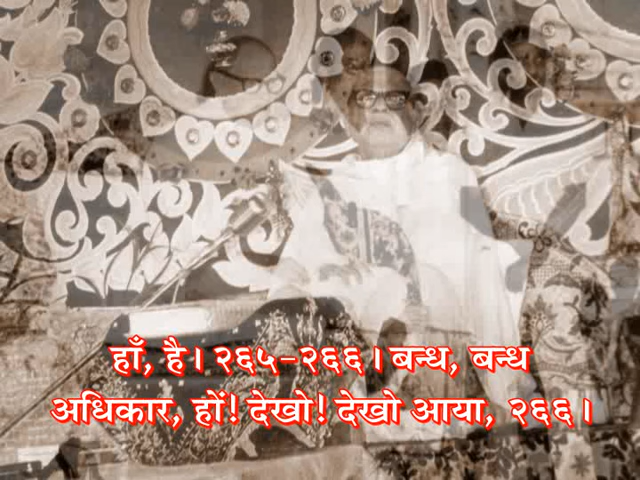 हाँ, है। २६५-२६६। बन्ध, बन्ध
अधिकार, हों! देखो! देखो आया, २६६।